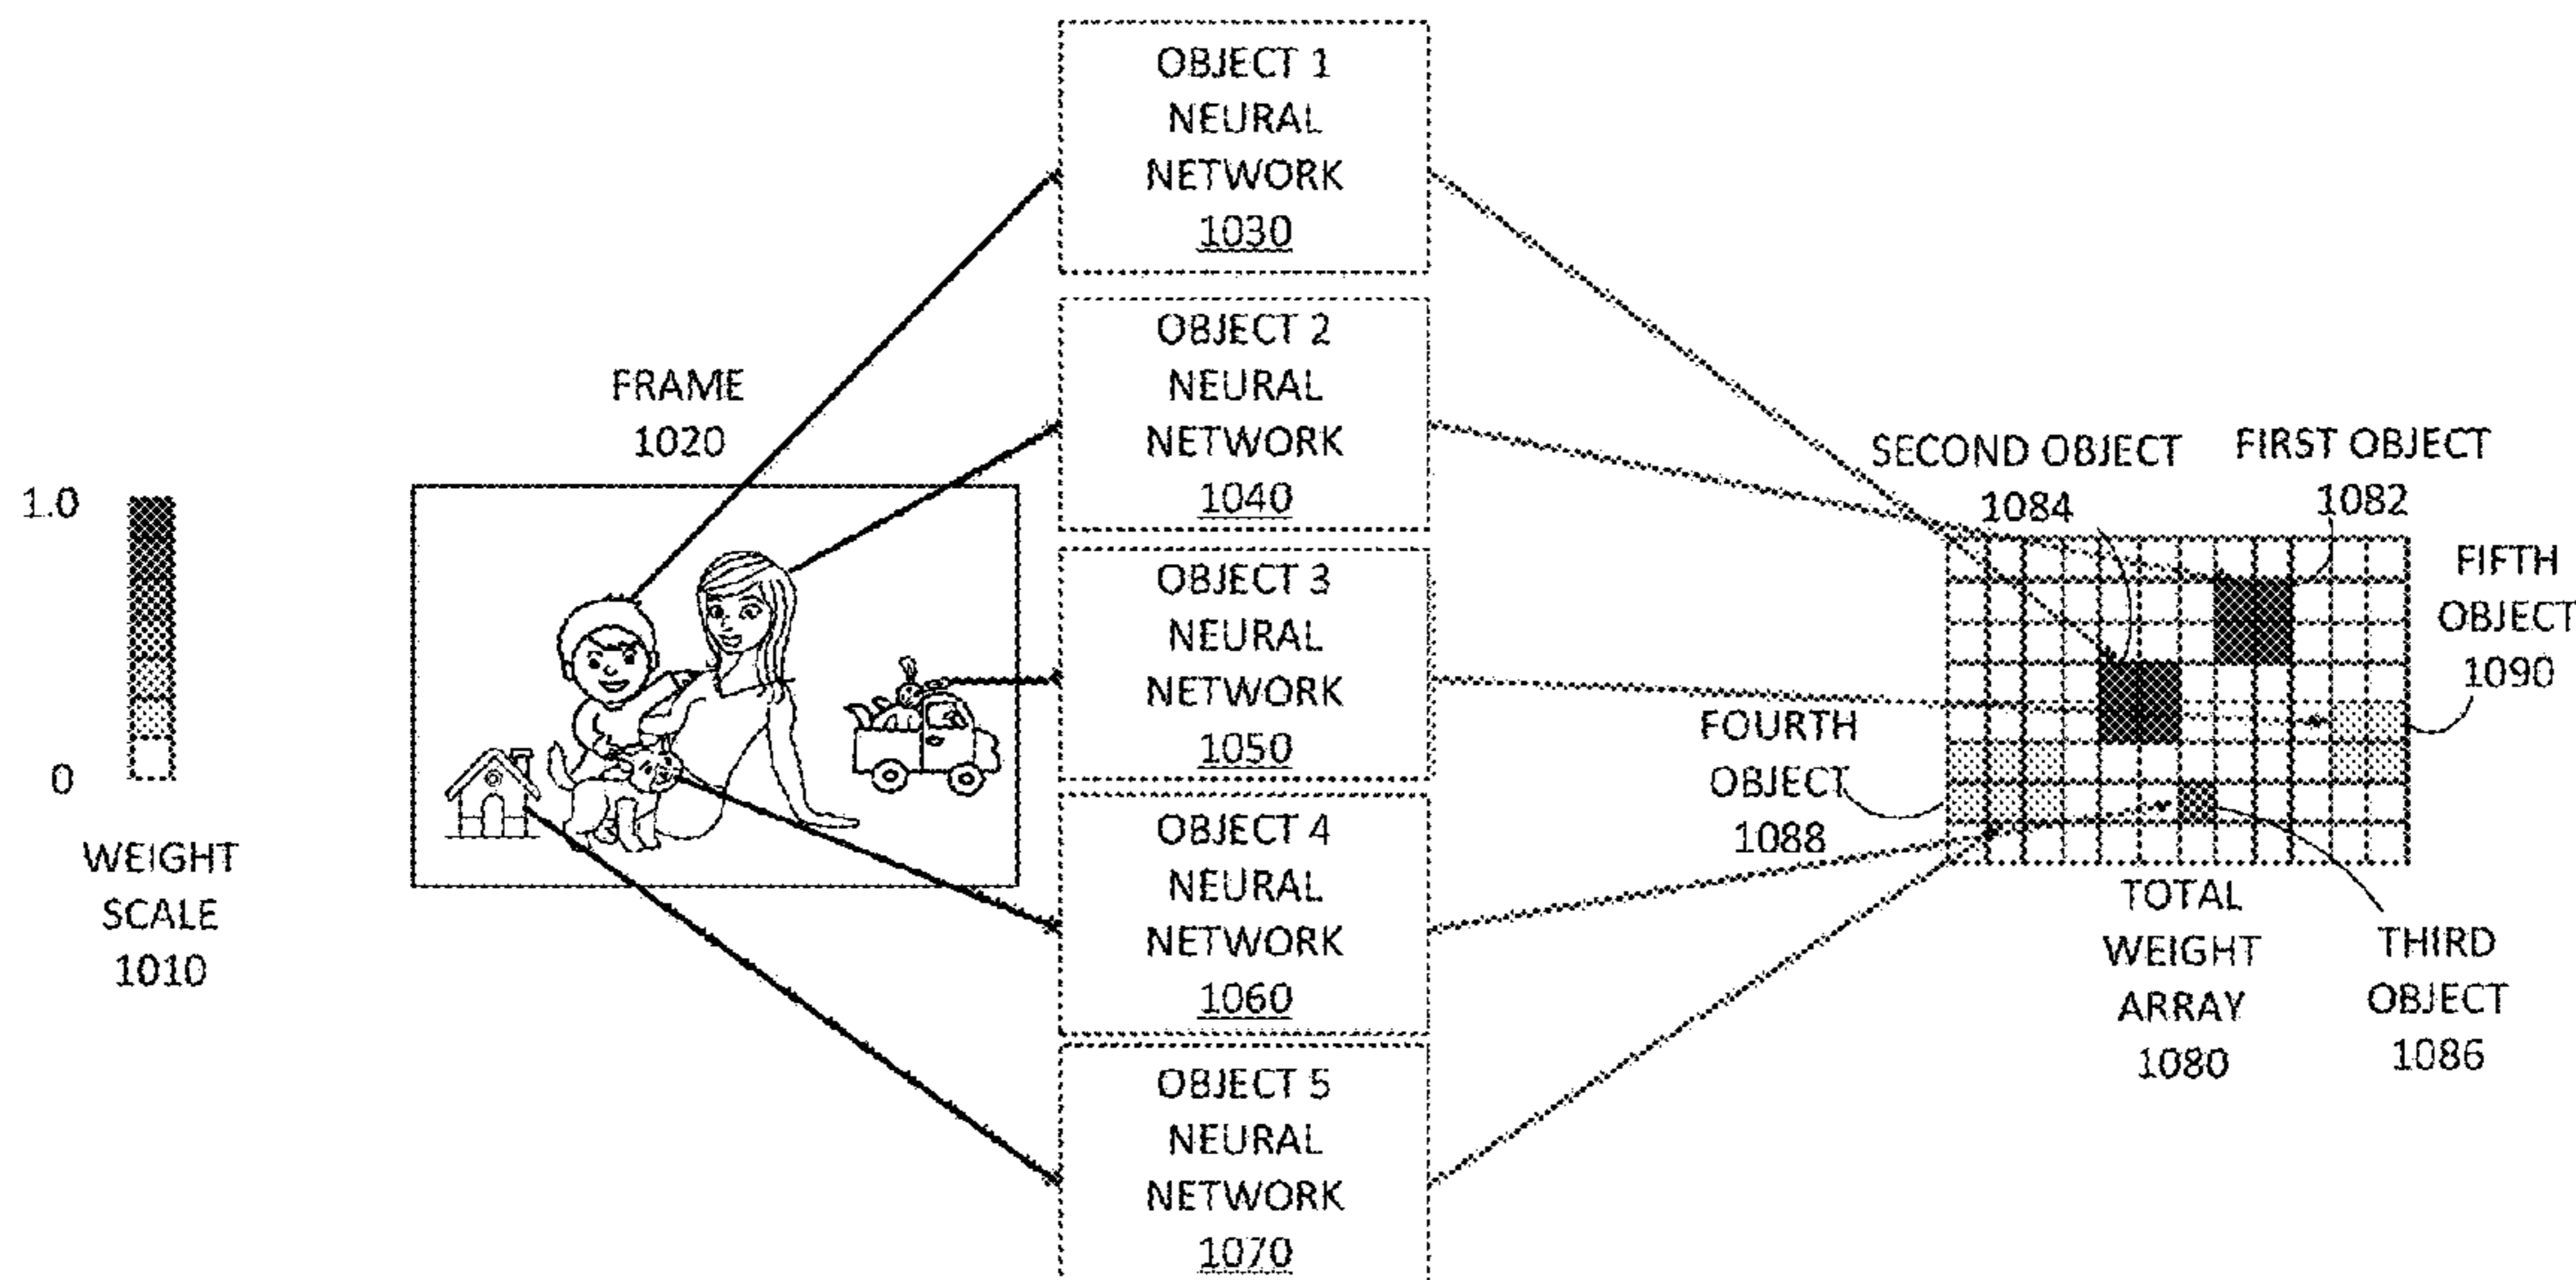 OBJECT 1
NEURAL
NETWORK
1030
OBJECT 2
NEURAL
NETWORK
1040
OBJECT 3
NEURAL
NETWORK
1050
OBJECT 4
NEURAL
NETWORK
1060
OBJECT 5
NEURAL
NETWORK
1070
FRAME
1020
1.0
0
WEIGHT
SCALE
1010
SECOND OBJECT
1084
FIRST OBJECT
1082
FIFTH
OBJECT
1090
FOURTH
OBJECT
1088
TOTAL
WEIGHT
ARRAY
1080
THIRD
OBJECT
1086